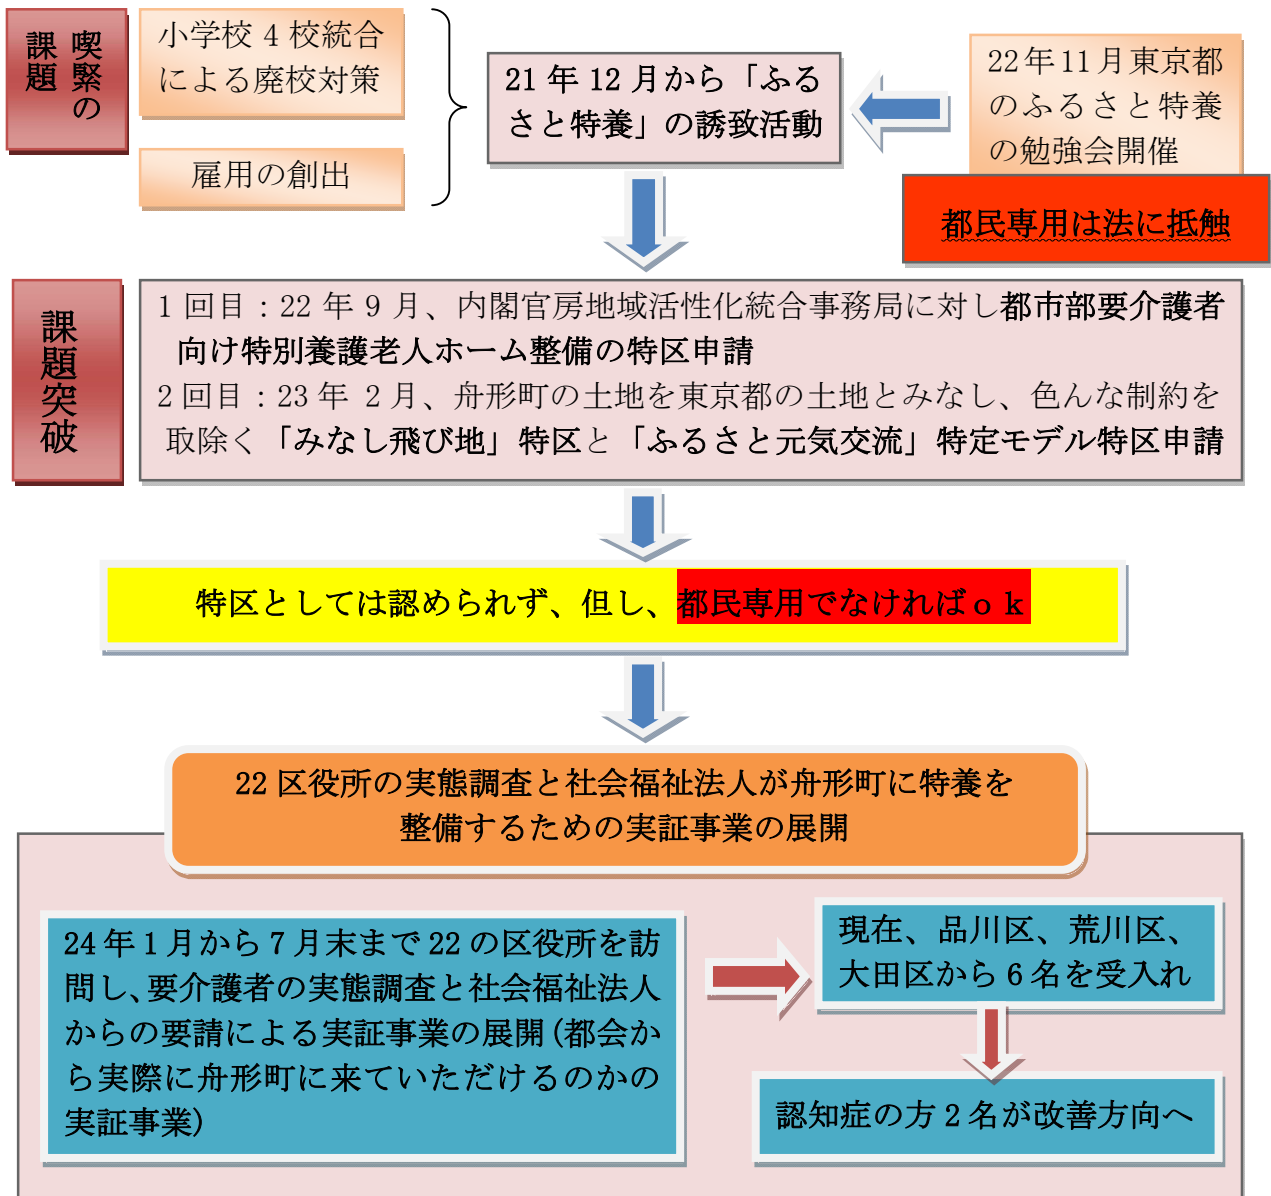 喫緊の
課題
小学校 4 校統合
による廃校対策
雇用の創出
21 年 12 月から「ふる
さと特養」の誘致活動
22 年 11 月東京都
のふるさと特養
の勉強会開催
都民専用は法に抵触
課題突破
1 回目：22 年 9 月、内閣官房地域活性化統合事務局に対し都市部要介護者
向け特別養護老人ホーム整備の特区申請
2 回目：23 年 2 月、舟形町の土地を東京都の土地とみなし、色んな制約を
取除く「みなし飛び地」特区と「ふるさと元気交流」特定モデル特区申請
特区としては認められず、但し、都民専用でなければｏｋ
22 区役所の実態調査と社会福祉法人が舟形町に特養を
整備するための実証事業の展開
24 年 1 月から 7 月末まで 22 の区役所を訪
問し、要介護者の実態調査と社会福祉法人
からの要請による実証事業の展開(都会か
ら実際に舟形町に来ていただけるのかの
実証事業)
現在、品川区、荒川区、
大田区から 6 名を受入れ
認知症の方 2 名が改善方向へ